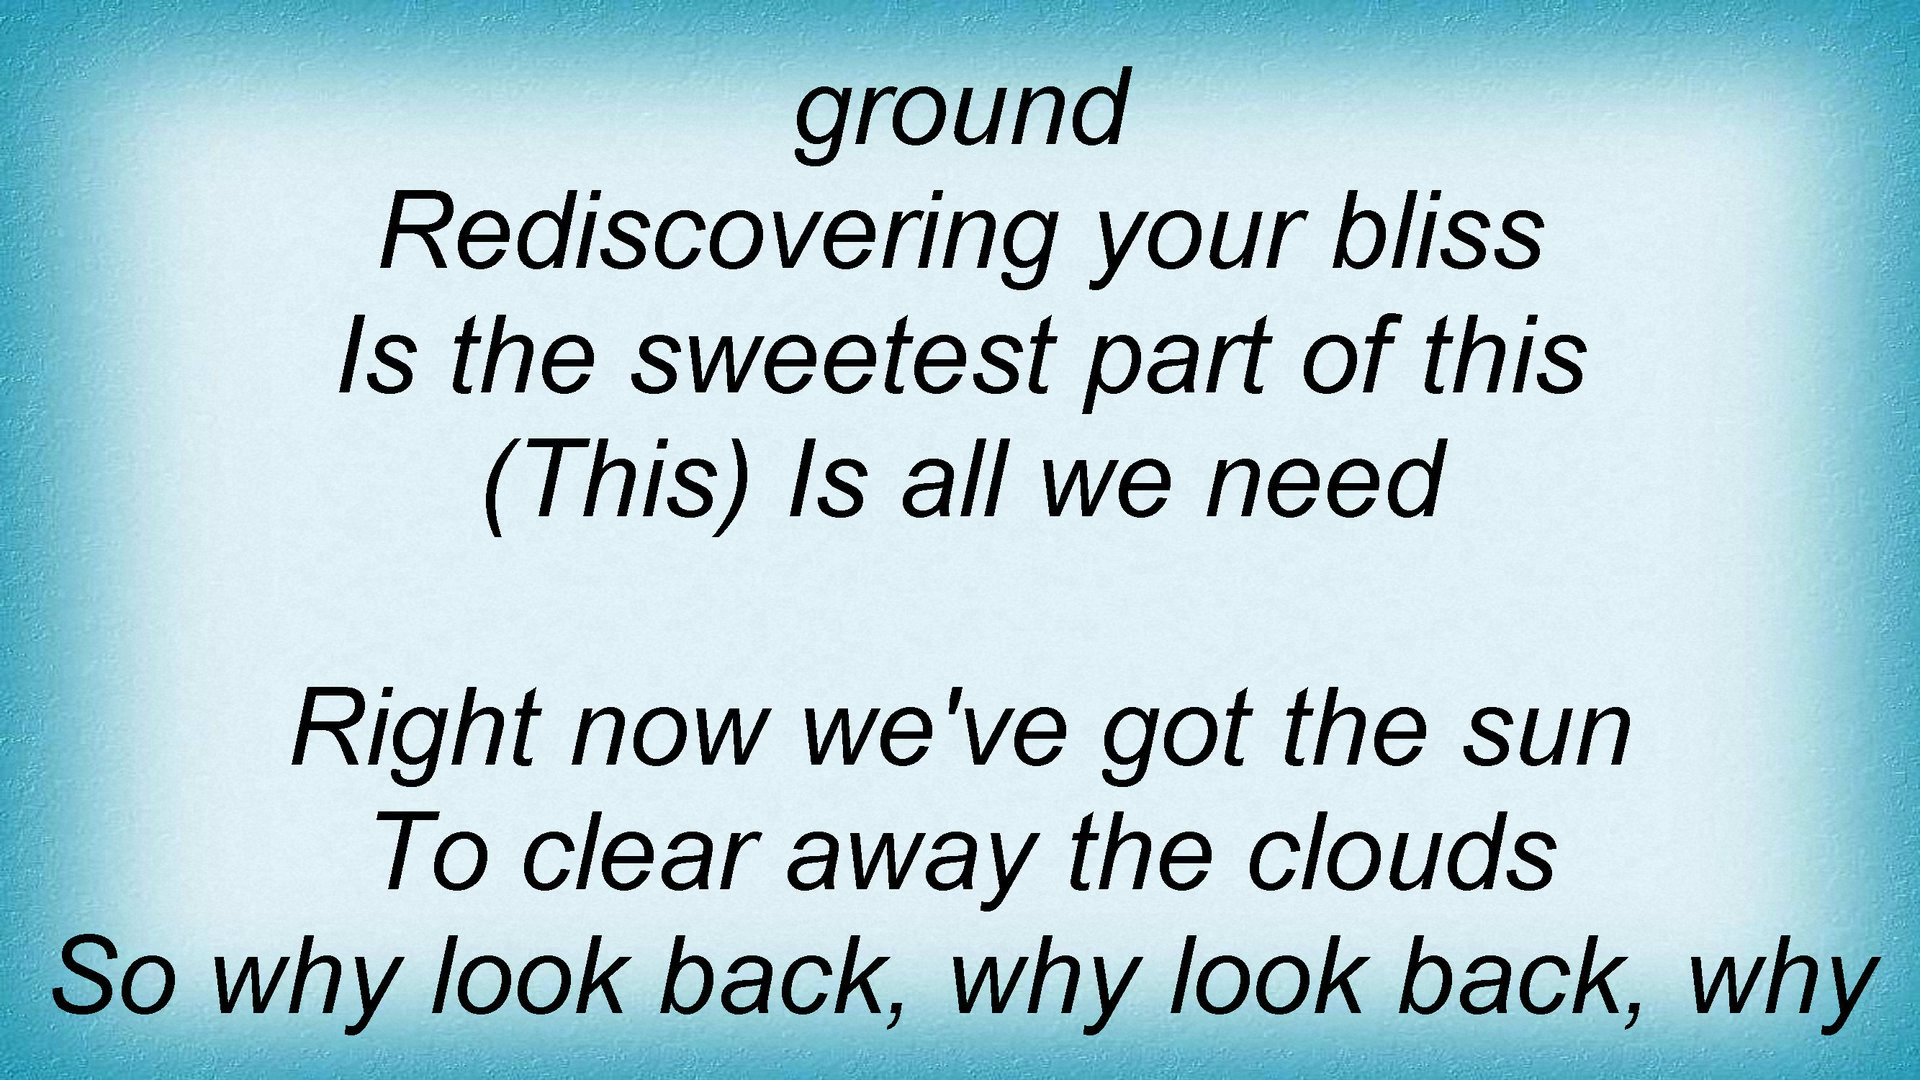 ground
Rediscovering your bliss
Is the sweetest part of this
(This) Is all we need
Right now we've got the sun
To clear away the clouds
So why look back, why look back, why